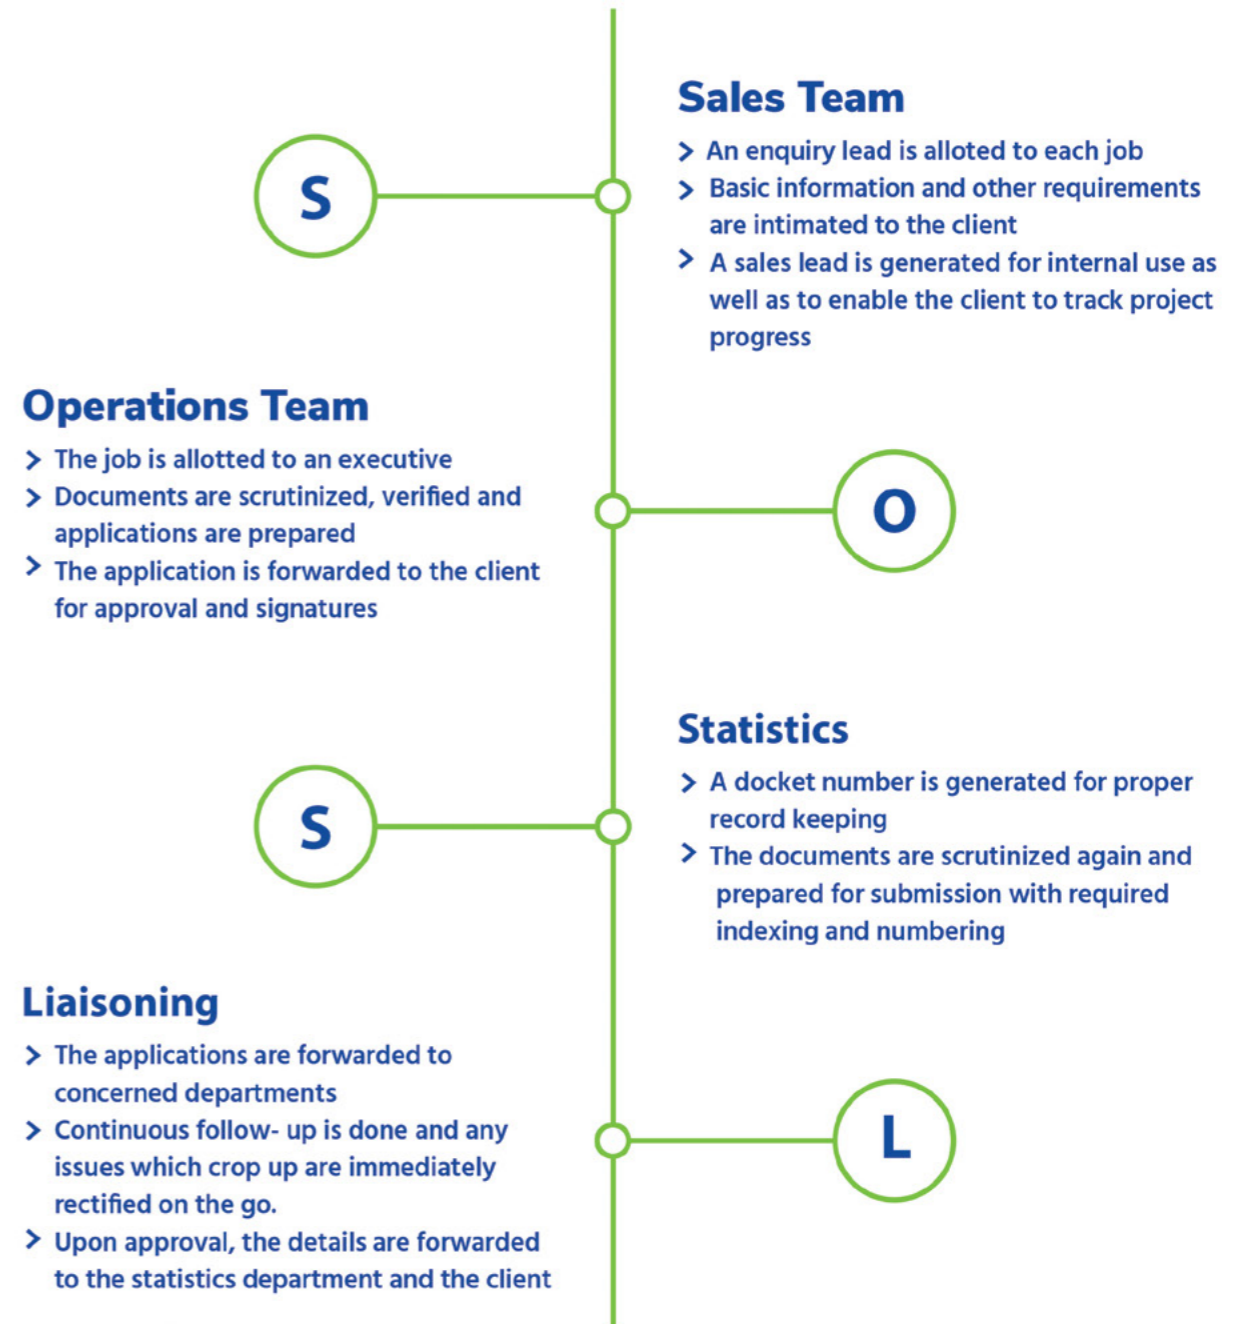 S
Sales Team
> An enquiry lead is alloted to each job
> Basic information and other requirements
are intimated to the client
> A sales lead is generated for internal use as
well as to enable the client to track project
progress
Operations Team
> The job is allotted to an executive
> Documents are scrutinized, verified and
applications are prepared
> The application is forwarded to the client
for approval and signatures
O
S
Statistics
> A docket number is generated for proper
record keeping
> The documents are scrutinized again and
prepared for submission with required
indexing and numbering
Liaisoning
> The applications are forwarded to
concerned departments
> Continuous follow- up is done and any
issues which crop up are immediately
rectified on the go.
> Upon approval, the details are forwarded
to the statistics department and the client
L